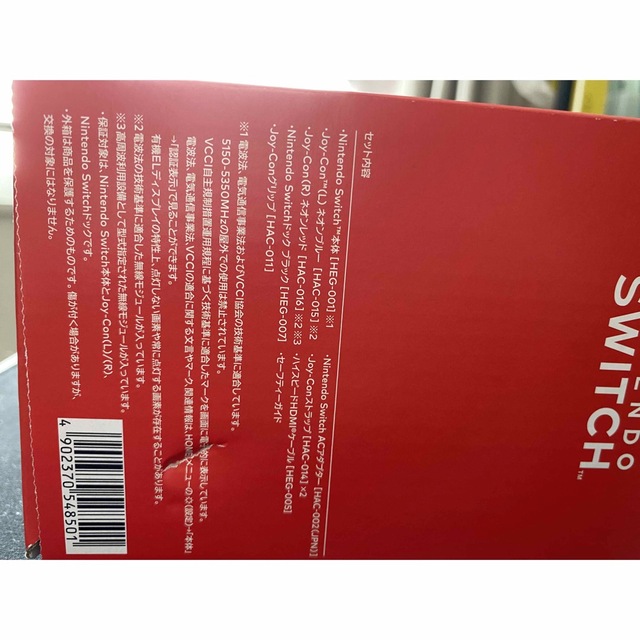 NINTENDO
SWITCH™
セット内容
・Nintendo Switch™本体 [HEG-001] ※1
・Joy-Con™(L) ネオンブルー [HAC-015] ※2
・Joy-Con(R) ネオンレッド [HAC-016] ※2 ※3
・Nintendo Switchドック ブラック [HEG-007]
・Joy-Conグリップ [HAC-011]
・Nintendo Switch ACアダプター [HAC-002(JPN)]
・Joy-Conストラップ [HAC-014] ×2
・ハイスピードHDMI®ケーブル [HEG-005]
セーフティーガイド
※1 電波法、電気通信事業法およびVCCI協会の技術基準に適合しています。
5150-5350MHzの屋外での使用は禁止されています。
VCCI自主規制措置運用規程に基づく技術基準に適合したマークを画面に電子的に表示しています。
電波法、電気通信事業法、VCCIの適合に関する文言やマーク、関連情報は、HOMEメニューの(設定)→「本体」
→「認証表示」で見ることができます。
有機ELディスプレイの特性上、点灯しない画素や常に点灯する画素が存在することがあります。
※2 電波法の技術基準に適合した無線モジュールが入っています。
※3 高周波利用設備として型式指定された無線モジュールが入っています。
・保証対象は、Nintendo Switch本体とJoy-Con(L)/(R)、
Nintendo Switchドックです。
・外箱は商品を保護するためのものです。傷が付く場合がありますが、
交換の対象にはなりません。
4 902370 548501